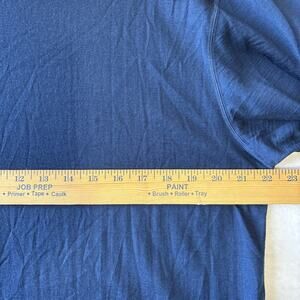 12 13 14 15 16 17 18 19 20 21 22 23
JOB PREP PAINT
• Primer • Tape • Caulk • Brush • Roller • Tray